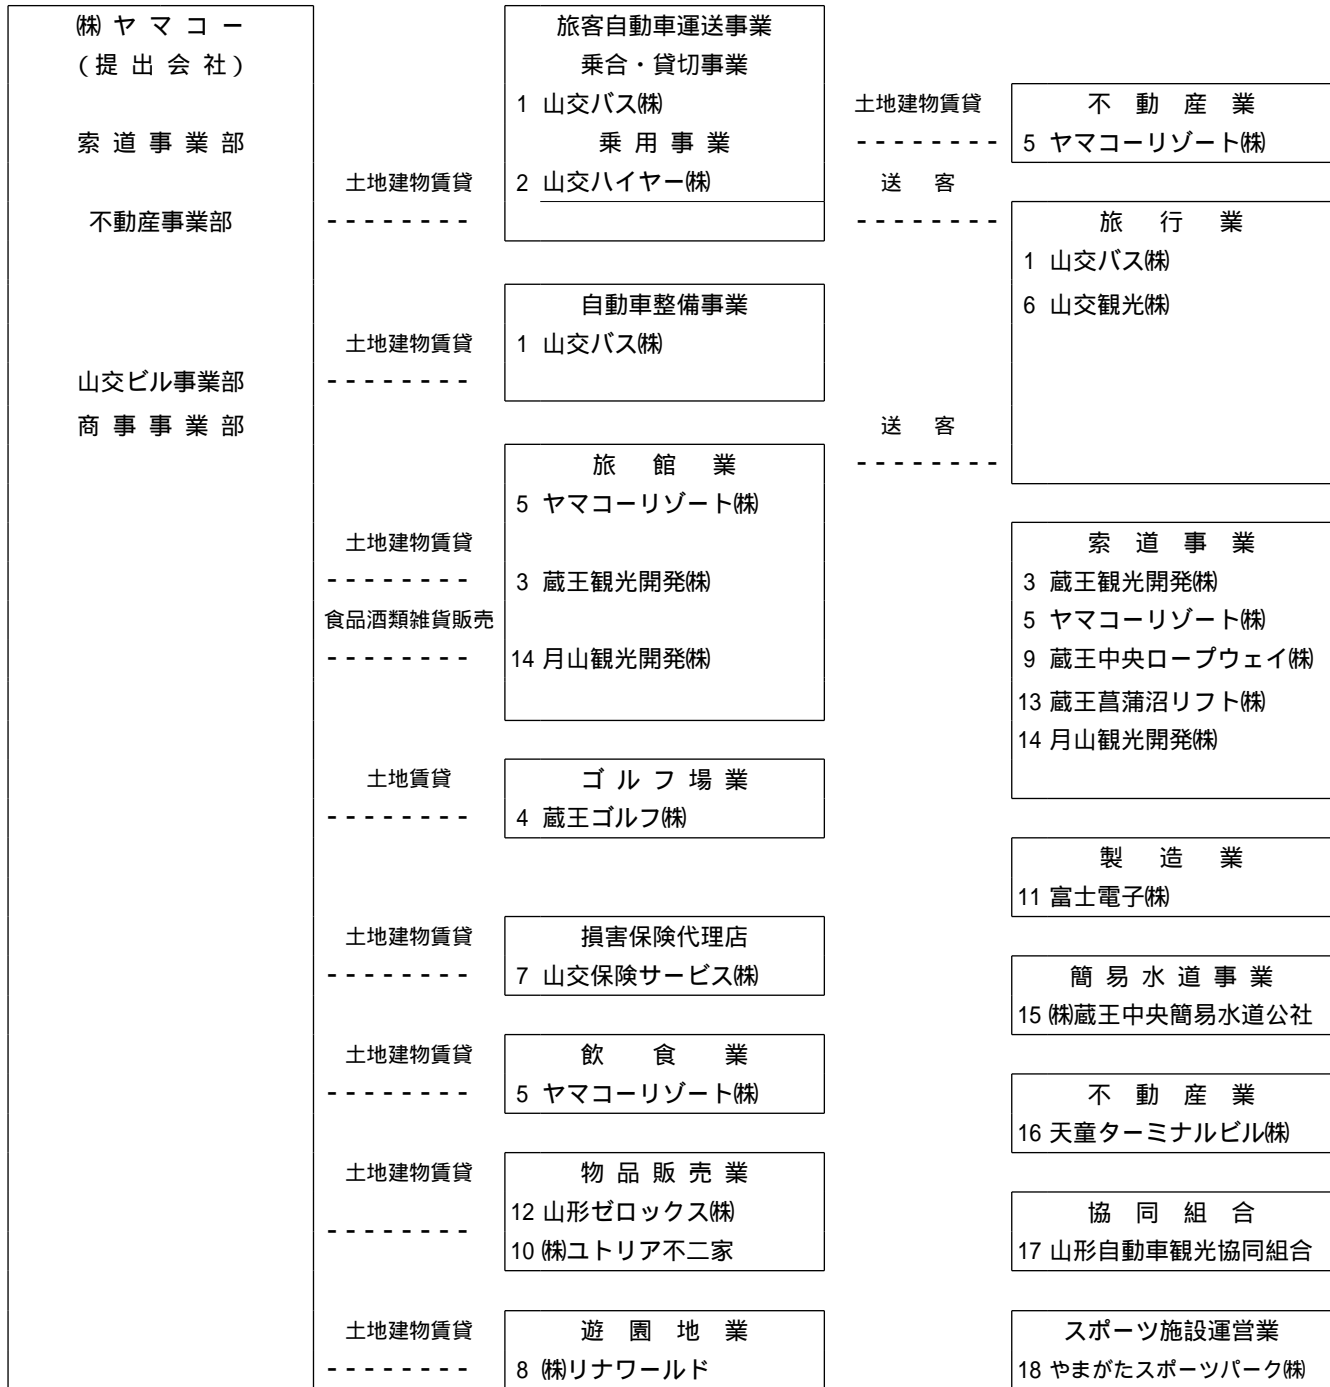 ㈱ ヤ マ コ ー
( 提 出 会 社 )
索 道 事 業 部
不動産事業部
山交ビル事業部
商 事 事 業 部
土地建物賃貸
--------
土地建物賃貸
--------
土地建物賃貸
--------
食品酒類雑貨販売
--------
土地賃貸
--------
土地建物賃貸
--------
土地建物賃貸
--------
土地建物賃貸
--------
土地建物賃貸
--------
旅客自動車運送事業
乗合・貸切事業
1 山交バス㈱
乗 用 事 業
2 山交ハイヤー㈱
自動車整備事業
1 山交バス㈱
旅 館 業
5 ヤマコーリゾート㈱
3 蔵王観光開発㈱
14 月山観光開発㈱
ゴ ル フ 場 業
4 蔵王ゴルフ㈱
損害保険代理店
7 山交保険サービス㈱
飲 食 業
5 ヤマコーリゾート㈱
物 品 販 売 業
12 山形ゼロックス㈱
10 ㈱ユトリア不二家
遊 園 地 業
8 ㈱リナワールド
土地建物賃貸
--------
送 客
--------
送 客
--------
不 動 産 業
5 ヤマコーリゾート㈱
旅 行 業
1 山交バス㈱
6 山交観光㈱
索 道 事 業
3 蔵王観光開発㈱
5 ヤマコーリゾート㈱
9 蔵王中央ロープウェイ㈱
13 蔵王菖蒲沼リフト㈱
14 月山観光開発㈱
製 造 業
11 富士電子㈱
簡 易 水 道 事 業
15 ㈱蔵王中央簡易水道公社
不 動 産 業
16 天童ターミナルビル㈱
協 同 組 合
17 山形自動車観光協同組合
スポーツ施設運営業
18 やまがたスポーツパーク㈱